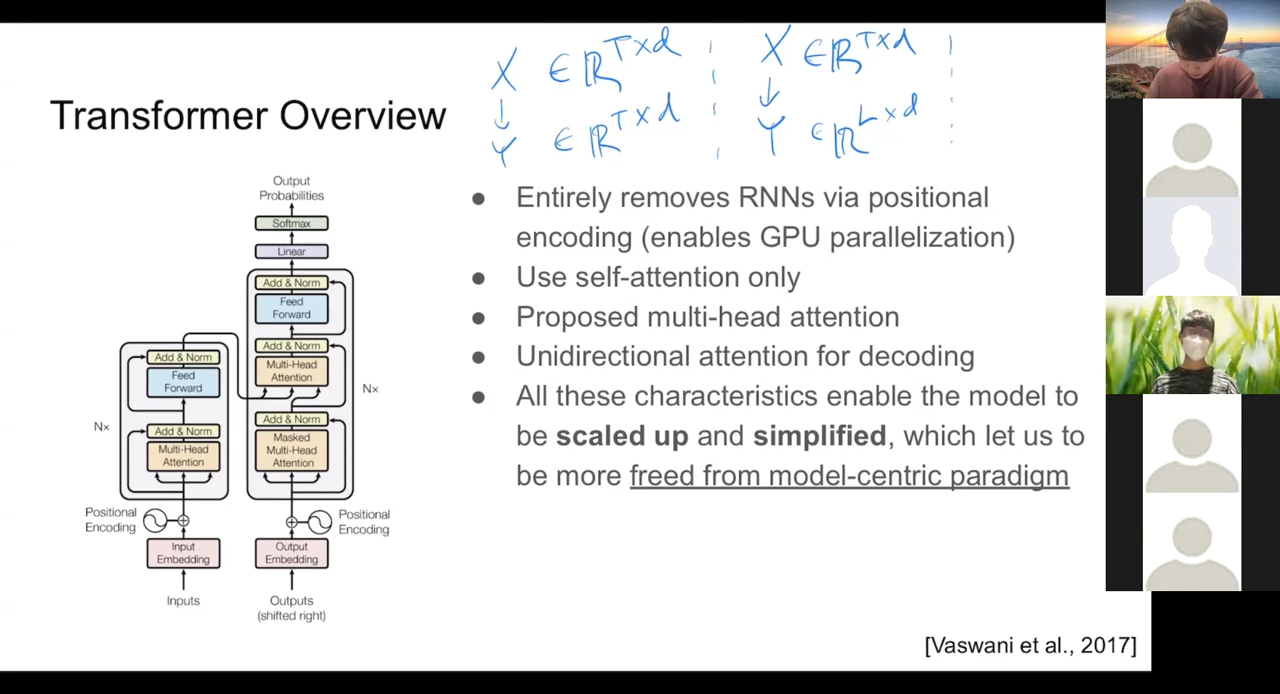 X ∈ ℝ^{T×d} | X ∈ ℝ^{T×d} |
↓ ↓
Y ∈ ℝ^{T×d} | Y ∈ ℝ^{L×d}
Transformer Overview
Output
Probabilities
Softmax
Linear
Add & Norm
Feed
Forward
Add & Norm
Multi-Head
Attention
Nx
Add & Norm
Masked
Multi-Head
Attention
Add & Norm
Feed
Forward
Nx
Add & Norm
Multi-Head
Attention
Positional
Encoding
Positional
Encoding
Input
Embedding
Output
Embedding
Inputs
Outputs
(shifted right)
● Entirely removes RNNs via positional
encoding (enables GPU parallelization)
● Use self-attention only
● Proposed multi-head attention
● Unidirectional attention for decoding
● All these characteristics enable the model to
be scaled up and simplified, which let us to
be more freed from model-centric paradigm
[Vaswani et al., 2017]